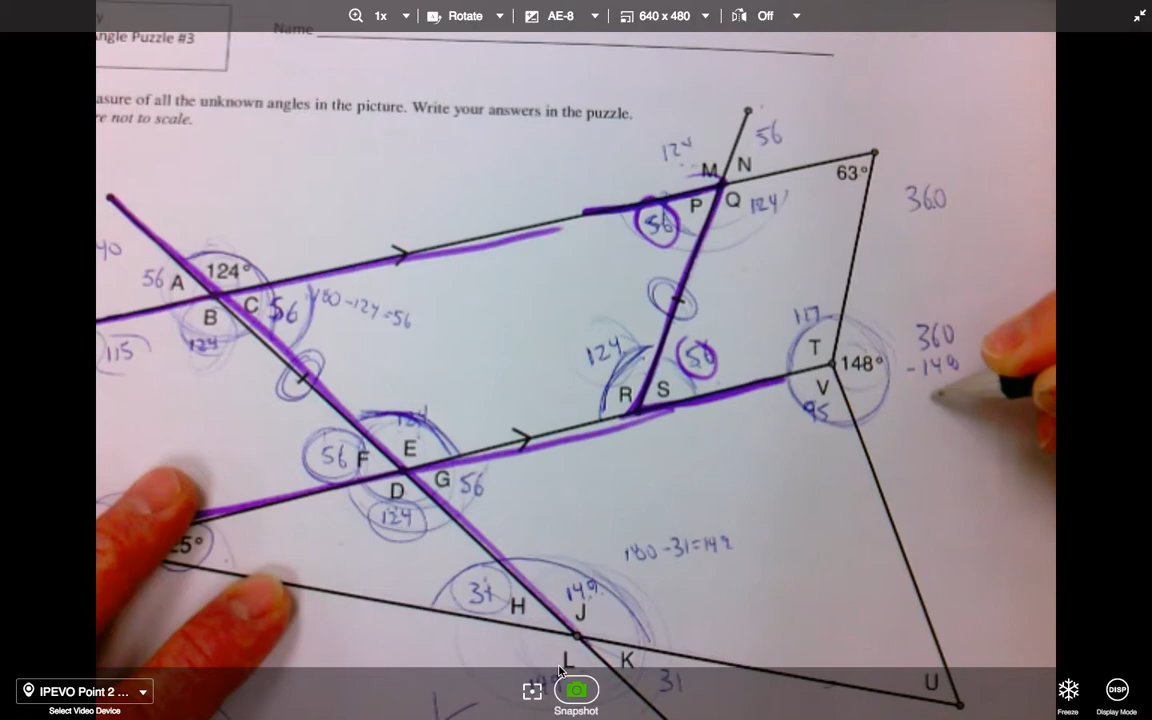 1x Rotate AE-8 640 x 480 Off
Name
ngle Puzzle #3
asure of all the unknown angles in the picture. Write your answers in the puzzle.
re not to scale.
56
124
M N
63°
P Q 124
56
360
40
56 A 124°
C 56 180-124=56
B
124
115
117
360
-148
T
148°
V
95
124
56
R S
124
56 F E
G 56
D
124
5°
180-31=149
31 H 149
J
L K
31
U
IPEVO Point 2 ...
Select Video Device
Snapshot
Freeze
DISP
Display Mode